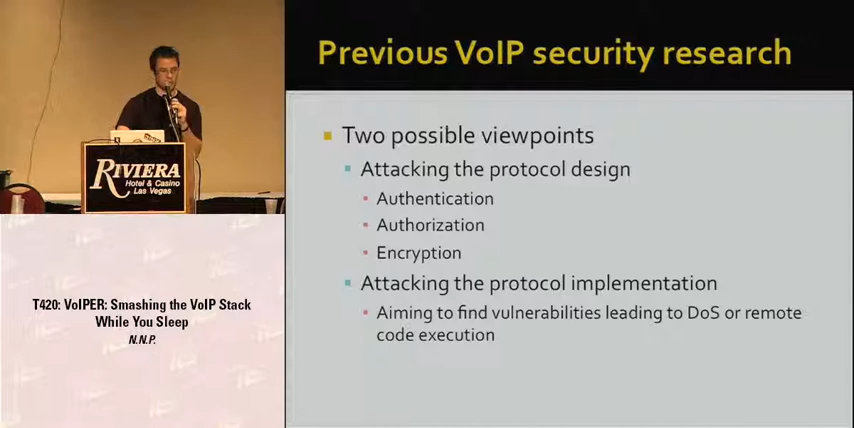 Previous VoIP security research
Two possible viewpoints
Attacking the protocol design
Authentication
Authorization
Encryption
Attacking the protocol implementation
Aiming to find vulnerabilities leading to DoS or remote
code execution
RIVIERA
Hotel & Casino
Las Vegas
T420: VoIPER: Smashing the VoIP Stack
While You Sleep
N.N.P.